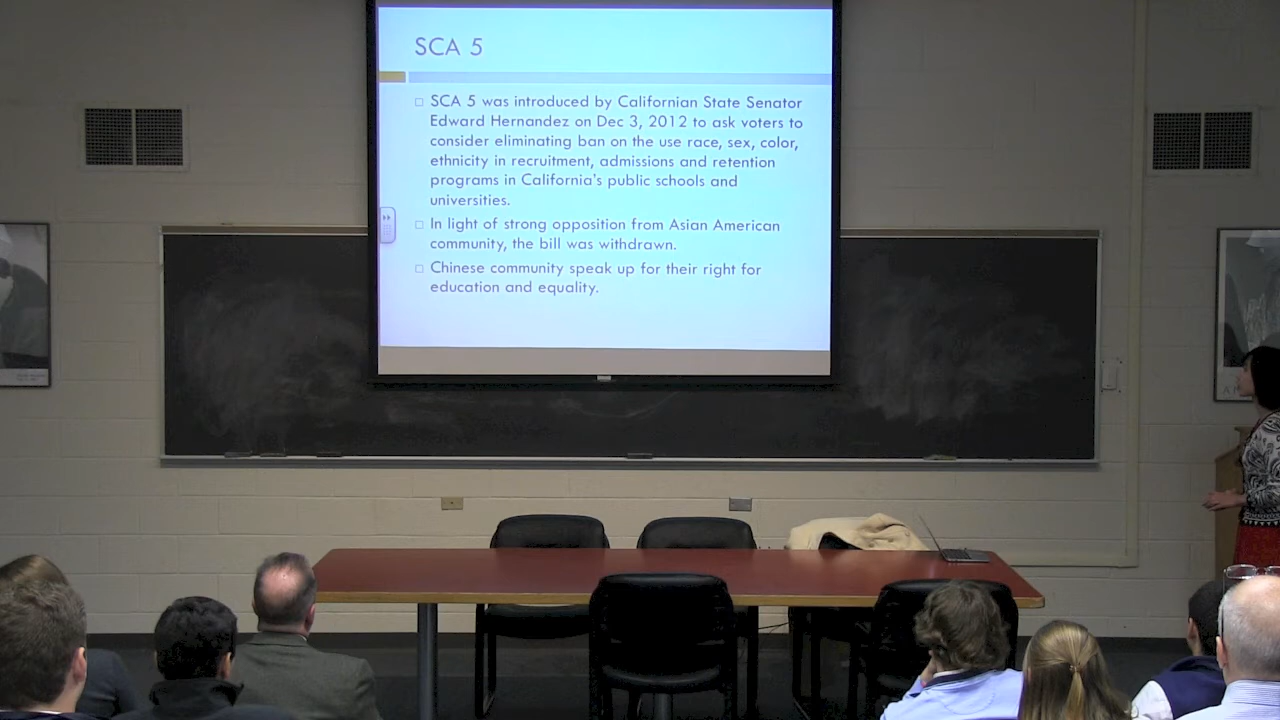 SCA 5
SCA 5 was introduced by Californian State Senator
Edward Hernandez on Dec 3, 2012 to ask voters to
consider eliminating ban on the use race, sex, color,
ethnicity in recruitment, admissions and retention
programs in California's public schools and
universities.
In light of strong opposition from Asian American
community, the bill was withdrawn.
Chinese community speak up for their right for
education and equality.